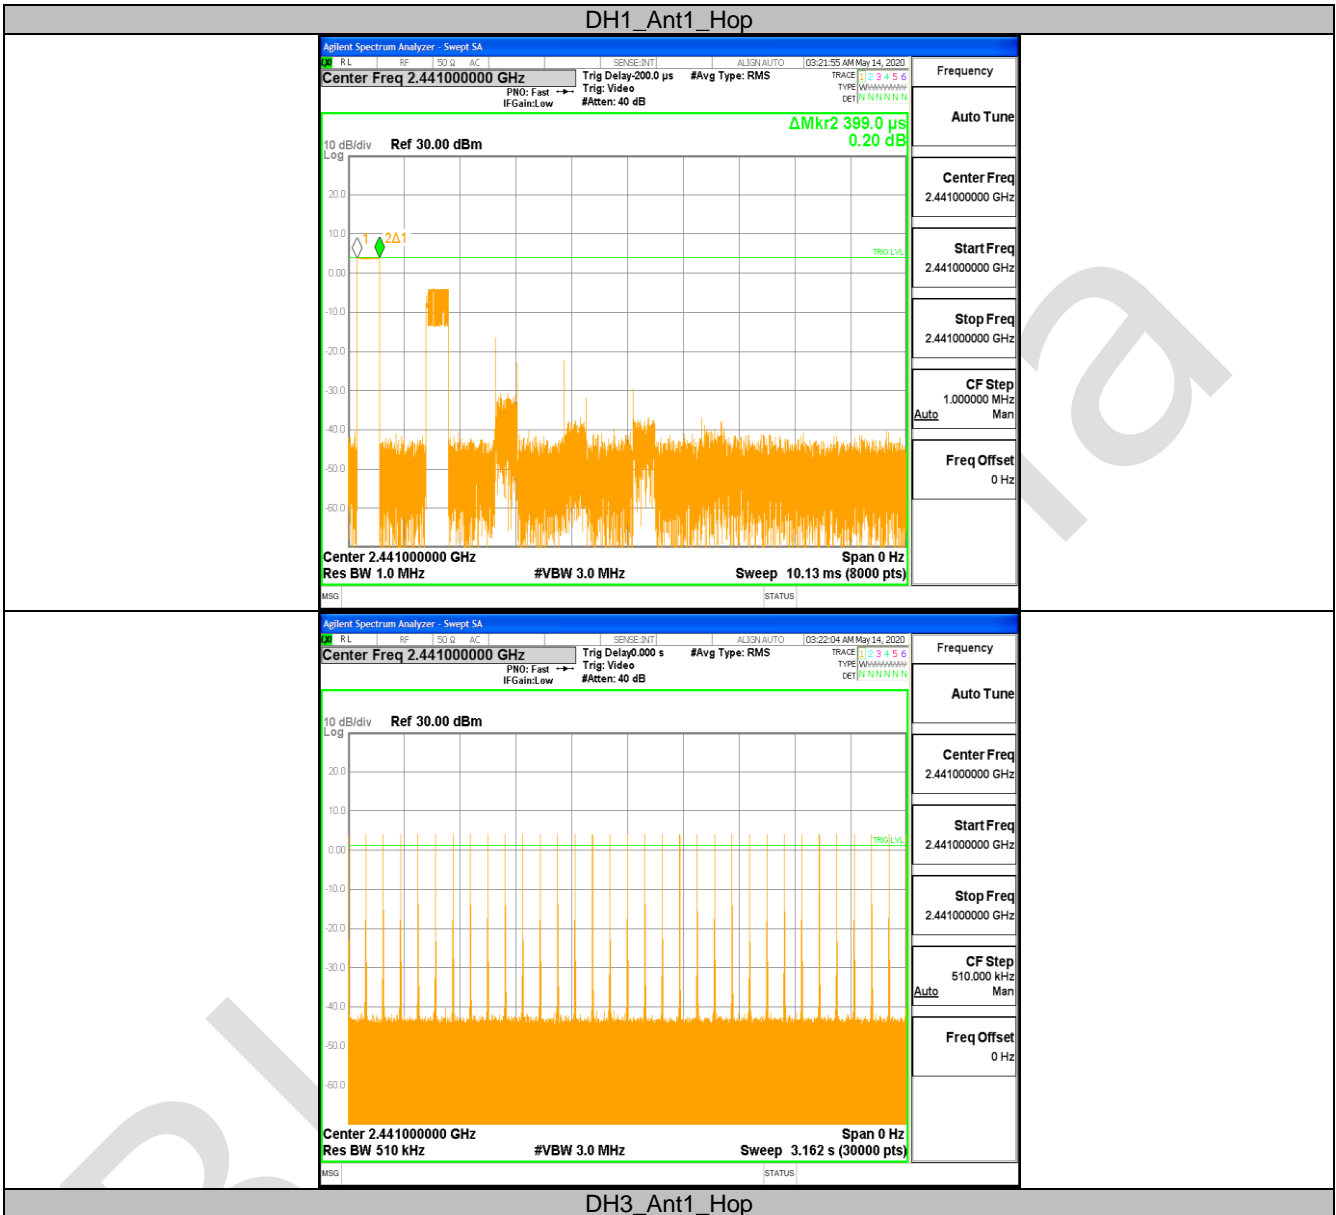 DH1_Ant1_Hop
Agilent Spectrum Analyzer - Swept SA
LXI RL RF 50 Ω AC SENSE:INT ALIGN AUTO 03:21:55 AM May 14, 2020
Center Freq 2.441000000 GHz
PNO: Fast
IFGain:Low
Trig Delay-200.0 µs
Trig: Video
#Atten: 40 dB
#Avg Type: RMS
TRACE 1 2 3 4 5 6
TYPE WWWWWW
DET N N N N N N
ΔMkr2 399.0 µs
0.20 dB
10 dB/div Ref 30.00 dBm
Log
20.0
10.0
1 2Δ1
TRIG LVL
0.00
-10.0
-20.0
-30.0
-40.0
-50.0
-60.0
Center 2.441000000 GHz Span 0 Hz
Res BW 1.0 MHz #VBW 3.0 MHz Sweep 10.13 ms (8000 pts)
MSG STATUS
Frequency
Auto Tune
Center Freq
2.441000000 GHz
Start Freq
2.441000000 GHz
Stop Freq
2.441000000 GHz
CF Step
1.000000 MHz
Auto Man
Freq Offset
0 Hz
Agilent Spectrum Analyzer - Swept SA
LXI RL RF 50 Ω AC SENSE:INT ALIGN AUTO 03:22:04 AM May 14, 2020
Center Freq 2.441000000 GHz
PNO: Fast
IFGain:Low
Trig Delay0.000 s
Trig: Video
#Atten: 40 dB
#Avg Type: RMS
TRACE 1 2 3 4 5 6
TYPE WWWWWW
DET N N N N N N
10 dB/div Ref 30.00 dBm
Log
20.0
10.0
TRIG LVL
0.00
-10.0
-20.0
-30.0
-40.0
-50.0
-60.0
Center 2.441000000 GHz Span 0 Hz
Res BW 510 kHz #VBW 3.0 MHz Sweep 3.162 s (30000 pts)
MSG STATUS
Frequency
Auto Tune
Center Freq
2.441000000 GHz
Start Freq
2.441000000 GHz
Stop Freq
2.441000000 GHz
CF Step
510.000 kHz
Auto Man
Freq Offset
0 Hz
DH3_Ant1_Hop